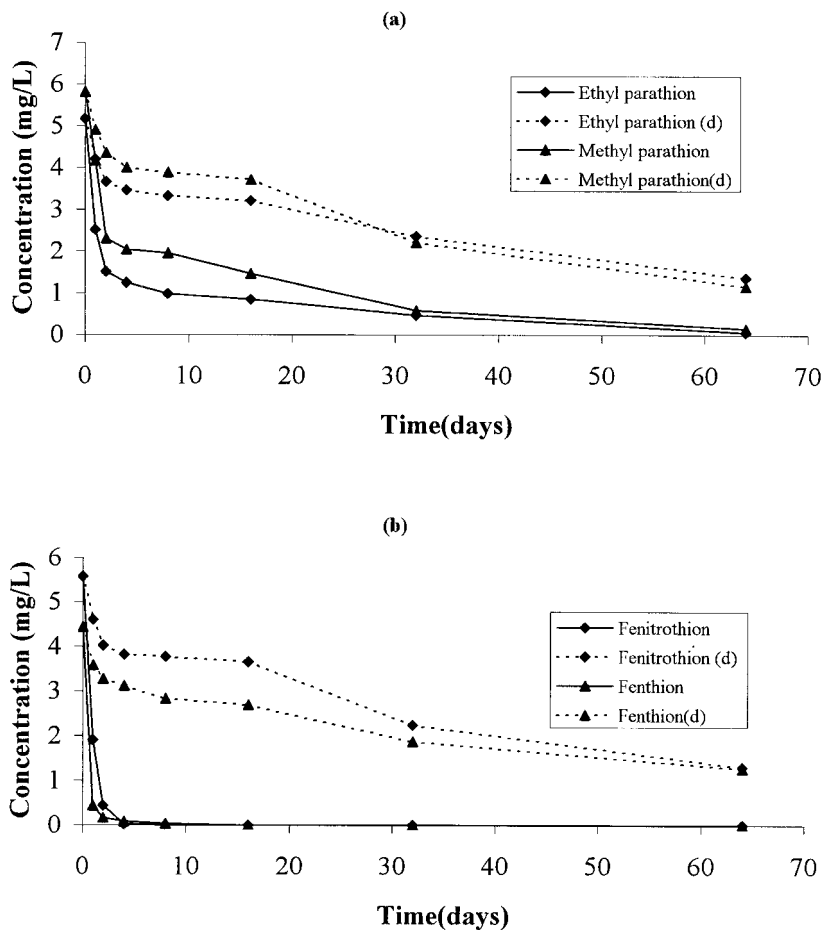 (a)
Concentration (mg/L)
7
6
5
4
3
2
1
0
0 10 20 30 40 50 60 70
Time(days)
Ethyl parathion
Ethyl parathion (d)
Methyl parathion
Methyl parathion(d)
(b)
Concentration (mg/L)
6
5
4
3
2
1
0
0 10 20 30 40 50 60 70
Time(days)
Fenitrothion
Fenitrothion (d)
Fenthion
Fenthion(d)